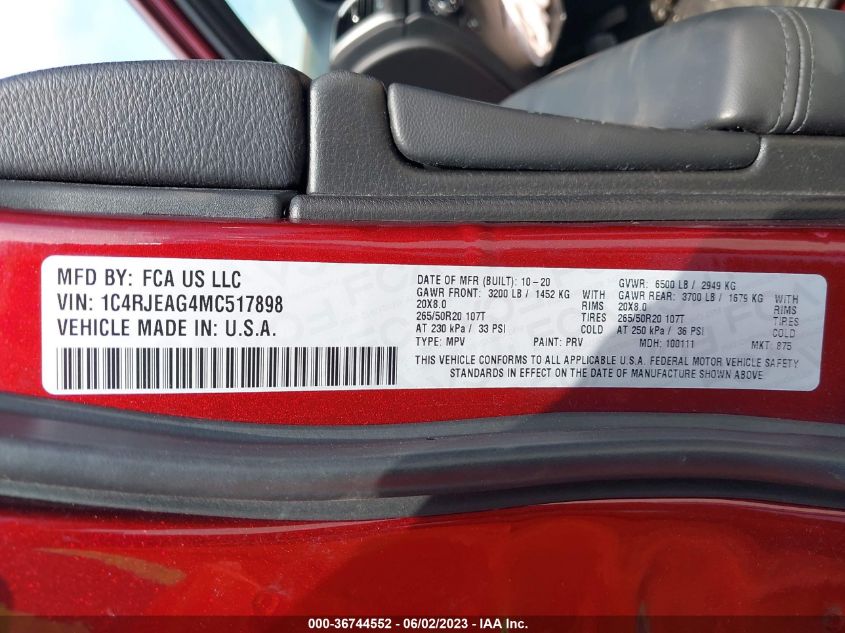 MFD BY: FCA US LLC
VIN: 1C4RJEAG4MC517898
VEHICLE MADE IN U.S.A.
DATE OF MFR (BUILT): 10-20 GVWR: 6500 LB / 2949 KG
GAWR FRONT: 3200 LB / 1452 KG WITH GAWR REAR: 3700 LB / 1679 KG WITH
20X8.0 RIMS 20X8.0 RIMS
265/50R20 107T TIRES 265/50R20 107T TIRES
AT 230 kPa / 33 PSI COLD AT 250 kPa / 36 PSI COLD
TYPE: MPV PAINT: PRV MDH: 100111 MKT: 875
THIS VEHICLE CONFORMS TO ALL APPLICABLE U.S.A. FEDERAL MOTOR VEHICLE SAFETY
STANDARDS IN EFFECT ON THE DATE OF MANUFACTURE SHOWN ABOVE.
000-36744552 - 06/02/2023 - IAA Inc.